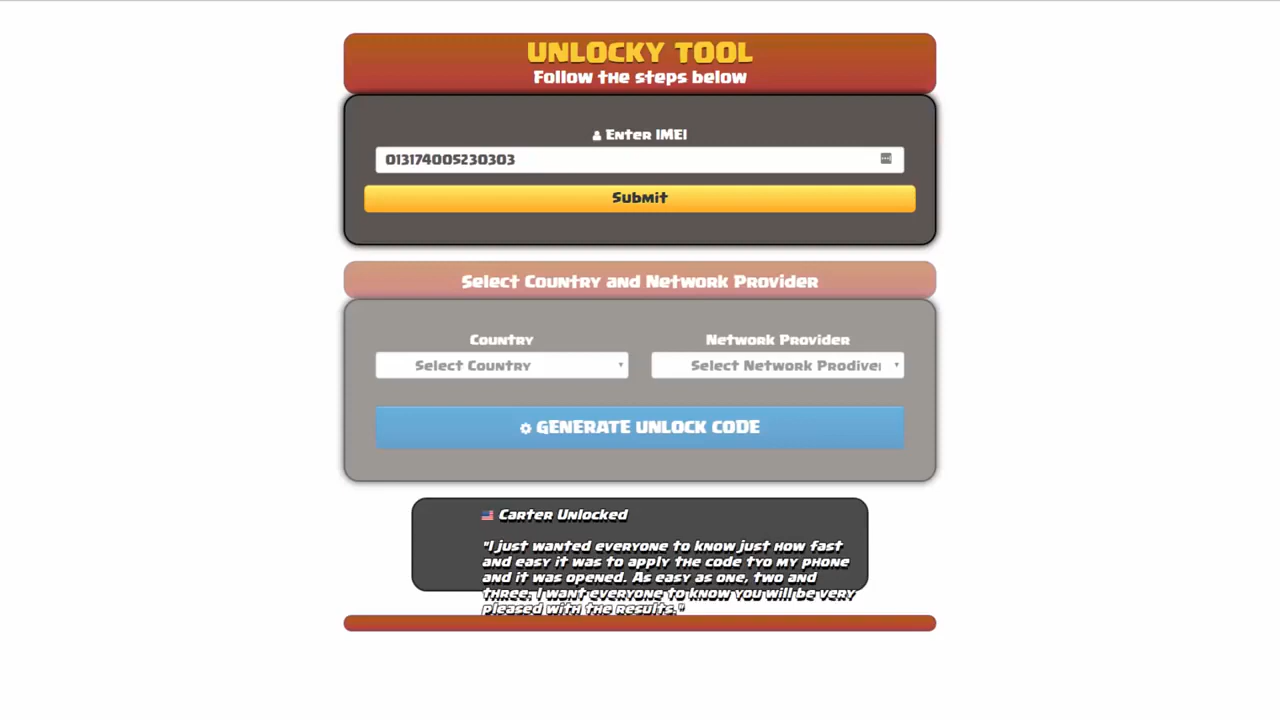 UNLOCKY TOOL
Follow the steps below
Enter IMEI
013174005230303
Submit
Select Country and Network Provider
Country
Network Provider
Select Country
Select Network Prodiver
GENERATE UNLOCK CODE
Carter Unlocked
"I just wanted everyone to know just how fast
and easy it was to apply the code tyo my phone
and it was opened. As easy as one, two and
three. I want everyone to know you will be very
pleased with the results."